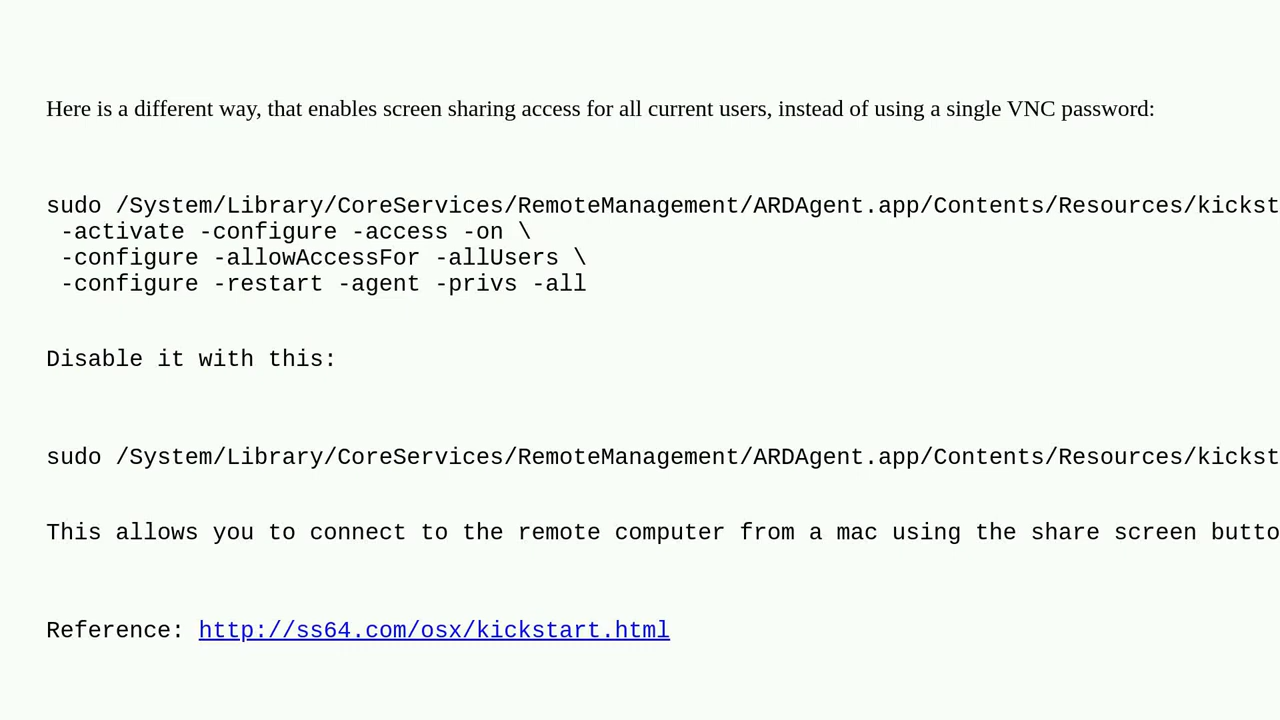 Here is a different way, that enables screen sharing access for all current users, instead of using a single VNC password:
sudo /System/Library/CoreServices/RemoteManagement/ARDAgent.app/Contents/Resources/kickst
-activate -configure -access -on \
-configure -allowAccessFor -allUsers \
-configure -restart -agent -privs -all
Disable it with this:
sudo /System/Library/CoreServices/RemoteManagement/ARDAgent.app/Contents/Resources/kickst
This allows you to connect to the remote computer from a mac using the share screen butto
Reference: http://ss64.com/osx/kickstart.html